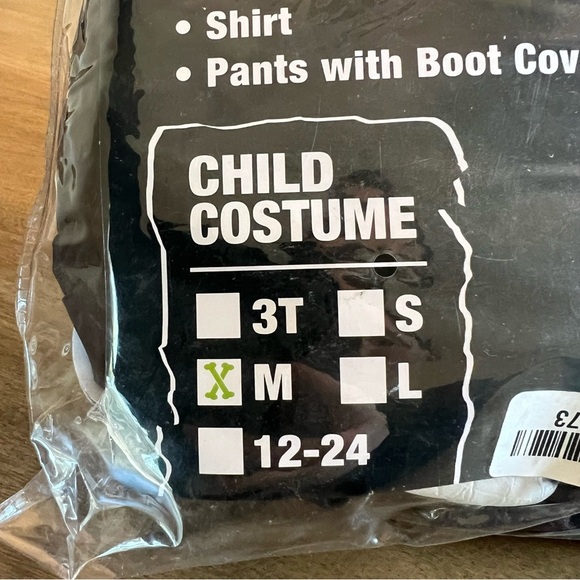 • Shirt
• Pants with Boot Cov
CHILD
COSTUME
3T S
X M L
12-24
73